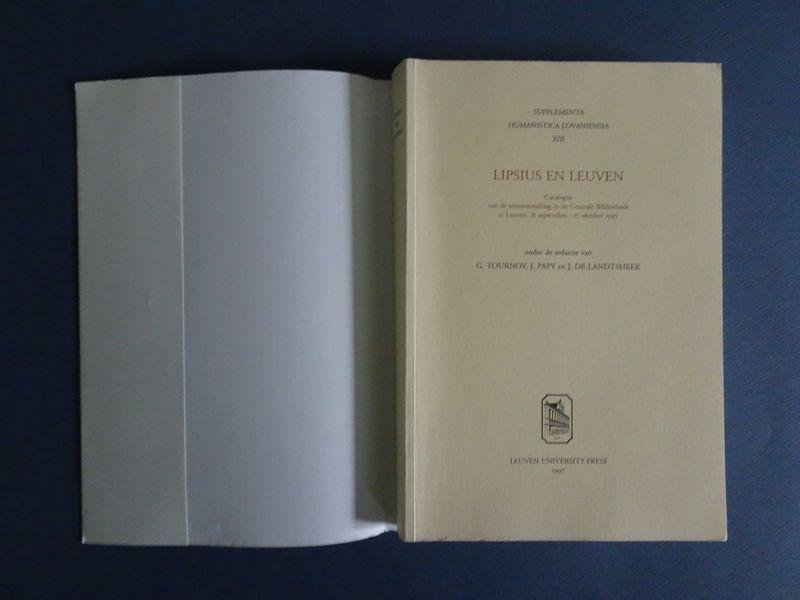 SUPPLEMENTA
HUMANISTICA LOVANIENSIA
XIII
LIPSIUS EN LEUVEN
Catalogus
van de tentoonstelling in de Centrale Bibliotheek
te Leuven, 18 september - 17 oktober 1997
onder de redactie van
G. TOURNOY, J. PAPY en J. DE LANDTSHEER
LEUVEN UNIVERSITY PRESS
1997